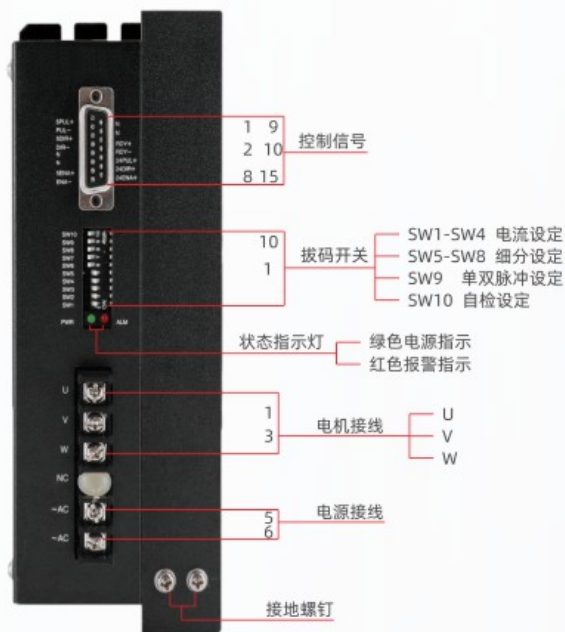 5PUL+ N
PUL- N
5DIR+ RDY+
DIR- RDY-
N 24PUL+
N 24DIR+
5ENA+ 24ENA+
ENA-
1 9
2 10
8 15
控制信号
SW10
SW9
SW8
SW7
SW6
SW5
SW4
SW3
SW2
SW1
10
1
拔码开关
SW1-SW4 电流设定
SW5-SW8 细分设定
SW9 单双脉冲设定
SW10 自检设定
PWR ALM
状态指示灯
绿色电源指示
红色报警指示
U
V
W
NC
~AC
~AC
1
3
电机接线
U
V
W
5
6
电源接线
接地螺钉